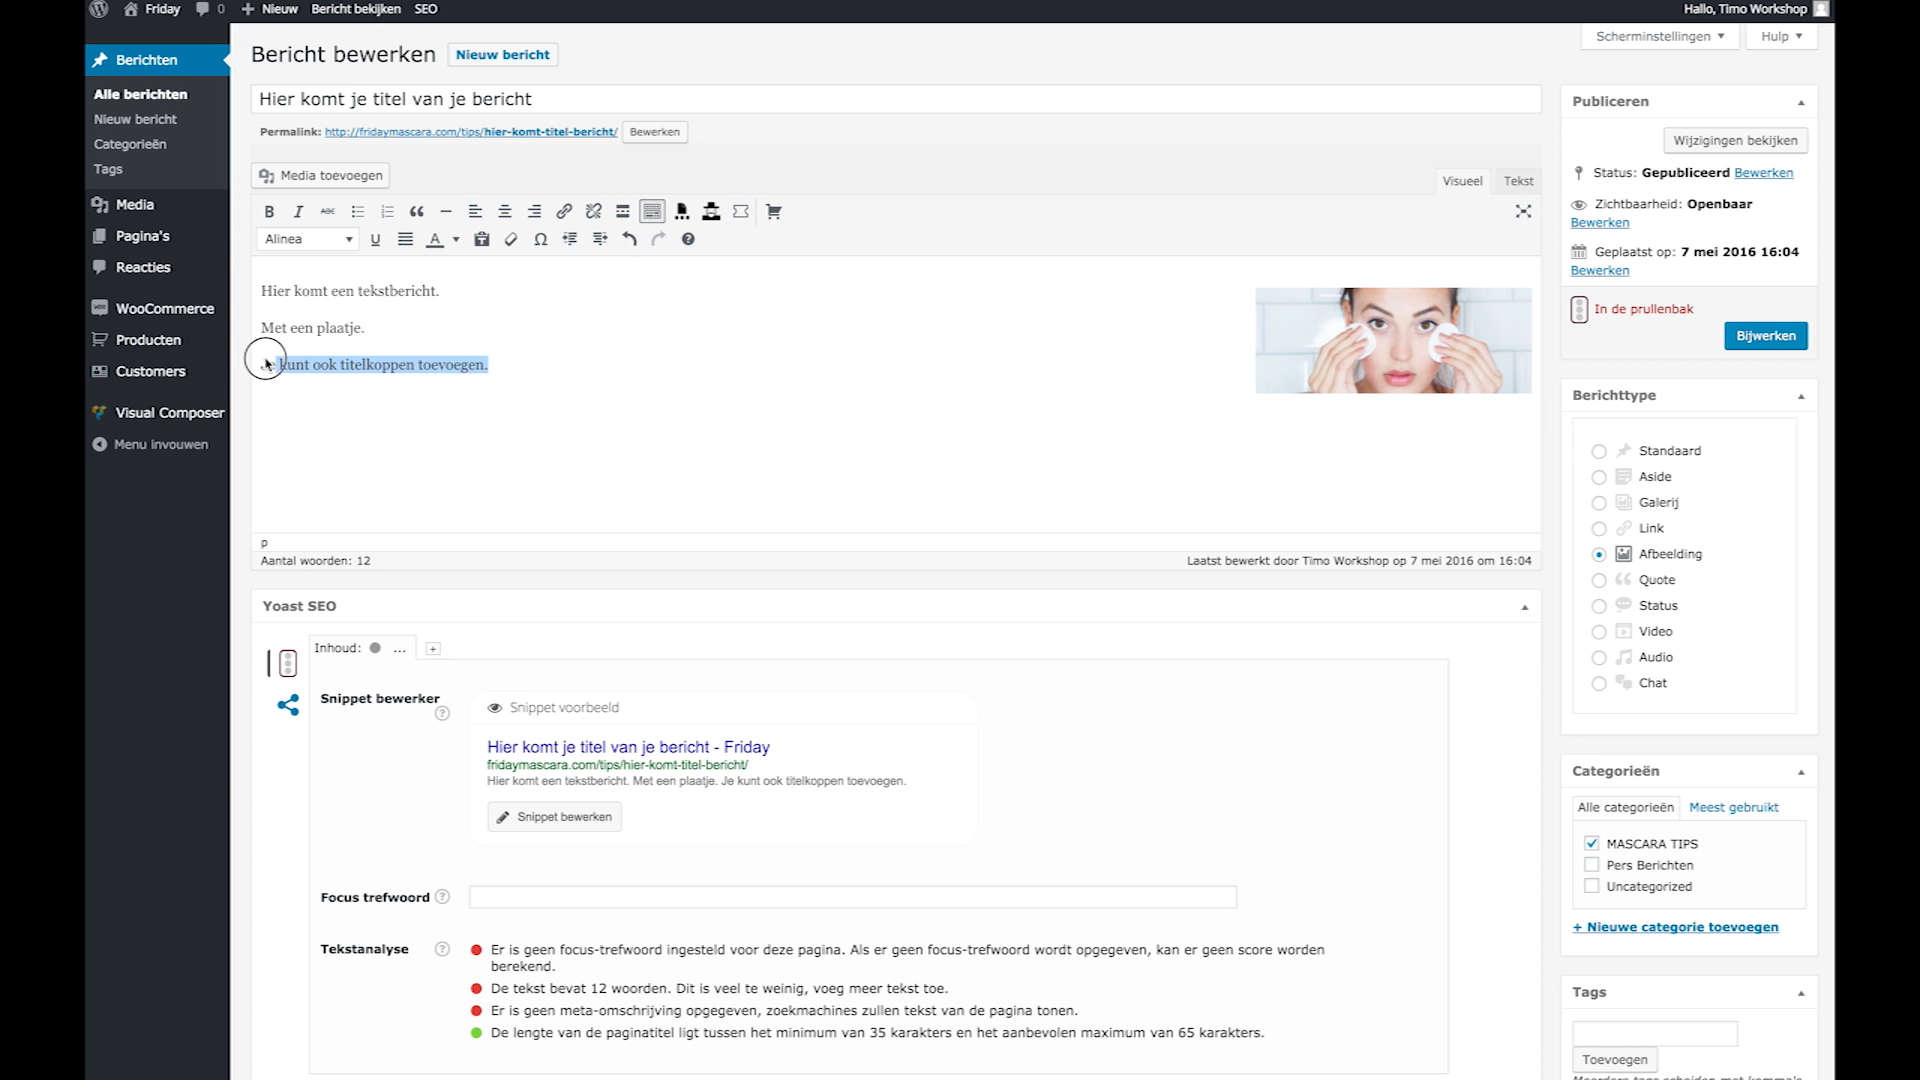 Friday 0 Nieuw Bericht bekijken SEO Hallo, Timo Workshop
Scherminstellingen Hulp
Berichten
Alle berichten
Nieuw bericht
Categorieën
Tags
Media
Pagina's
Reacties
WooCommerce
Producten
Customers
Visual Composer
Menu invouwen
Bericht bewerken Nieuw bericht
Hier komt je titel van je bericht
Permalink: http://fridaymascara.com/tips/hier-komt-titel-bericht/ Bewerken
Media toevoegen
Visueel Tekst
B I ABC
Alinea U A Ω
Hier komt een tekstbericht.
Met een plaatje.
Je kunt ook titelkoppen toevoegen.
p
Aantal woorden: 12 Laatst bewerkt door Timo Workshop op 7 mei 2016 om 16:04
Yoast SEO
Inhoud: ... +
Snippet bewerker ?
Snippet voorbeeld
Hier komt je titel van je bericht - Friday
fridaymascara.com/tips/hier-komt-titel-bericht/
Hier komt een tekstbericht. Met een plaatje. Je kunt ook titelkoppen toevoegen.
Snippet bewerken
Focus trefwoord ?
Tekstanalyse ?
Er is geen focus-trefwoord ingesteld voor deze pagina. Als er geen focus-trefwoord wordt opgegeven, kan er geen score worden
berekend.
De tekst bevat 12 woorden. Dit is veel te weinig, voeg meer tekst toe.
Er is geen meta-omschrijving opgegeven, zoekmachines zullen tekst van de pagina tonen.
De lengte van de paginatitel ligt tussen het minimum van 35 karakters en het aanbevolen maximum van 65 karakters.
Publiceren
Wijzigingen bekijken
Status: Gepubliceerd Bewerken
Zichtbaarheid: Openbaar
Bewerken
Geplaatst op: 7 mei 2016 16:04
Bewerken
In de prullenbak
Bijwerken
Berichttype
Standaard
Aside
Galerij
Link
Afbeelding
Quote
Status
Video
Audio
Chat
Categorieën
Alle categorieën Meest gebruikt
MASCARA TIPS
Pers Berichten
Uncategorized
+ Nieuwe categorie toevoegen
Tags
Toevoegen
Meerdere tags scheiden met komma's